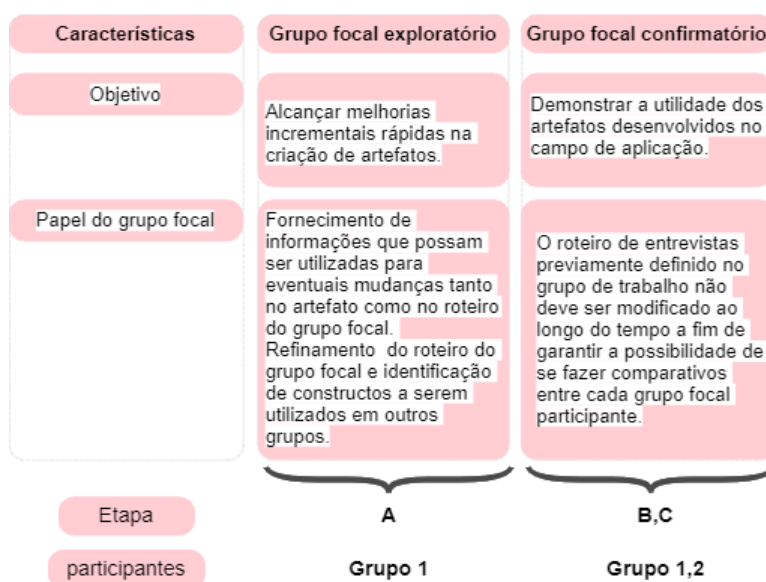 Características
Grupo focal exploratório
Grupo focal confirmatório
Objetivo
Alcançar melhorias
incrementais rápidas na
criação de artefatos.
Demonstrar a utilidade dos
artefatos desenvolvidos no
campo de aplicação.
Papel do grupo focal
Fornecimento de
informações que possam
ser utilizadas para
eventuais mudanças tanto
no artefato como no roteiro
do grupo focal.
Refinamento do roteiro do
grupo focal e identificação
de constructos a serem
utilizados em outros
grupos.
O roteiro de entrevistas
previamente definido no
grupo de trabalho não
deve ser modificado ao
longo do tempo a fim de
garantir a possibilidade de
se fazer comparativos
entre cada grupo focal
participante.
Etapa
A
B,C
participantes
Grupo 1
Grupo 1,2